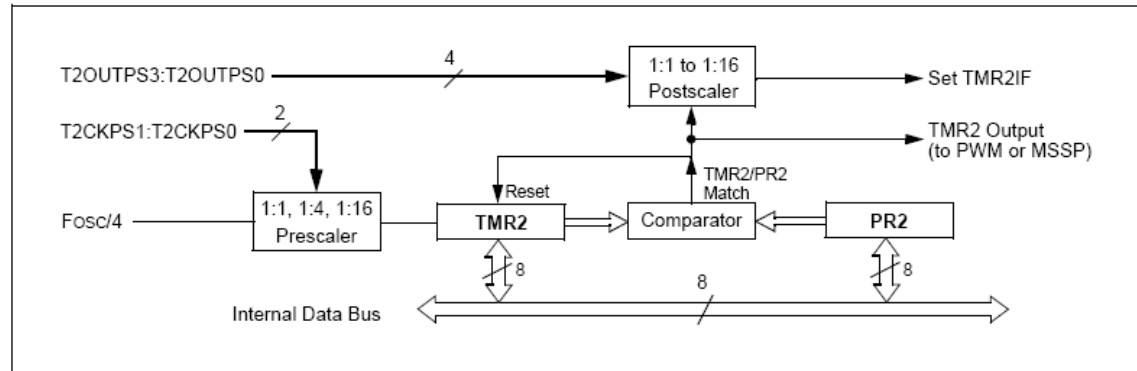 T2OUTPS3:T2OUTPS0
4
1:1 to 1:16
Postscaler
Set TMR2IF
T2CKPS1:T2CKPS0
2
TMR2 Output
(to PWM or MSSP)
TMR2/PR2
Match
Reset
Fosc/4
1:1, 1:4, 1:16
Prescaler
TMR2
Comparator
PR2
8
8
8
Internal Data Bus
8